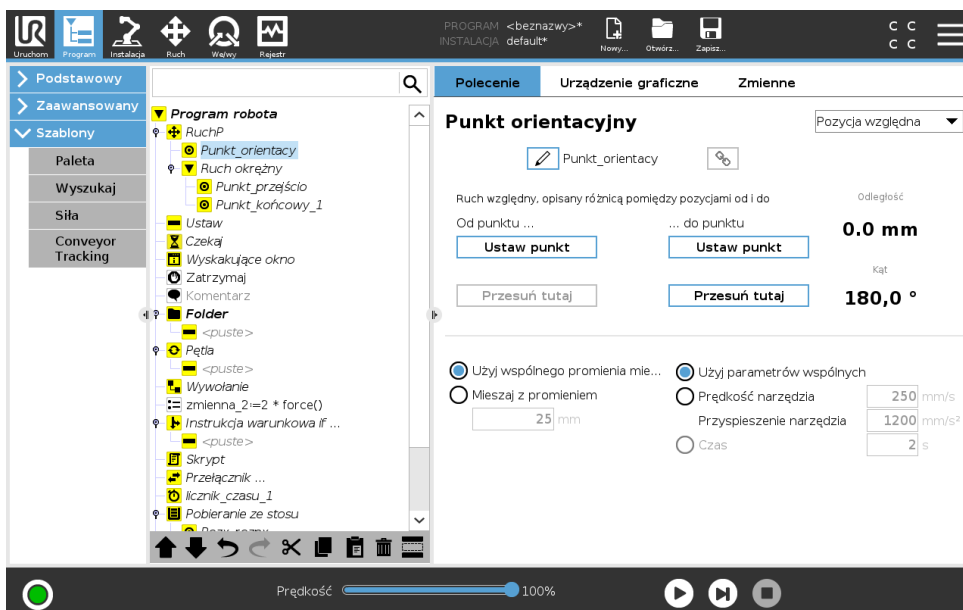 PROGRAM <beznazwy>*
INSTALACJA default*
Uruchom
Program
Instalacja
Ruch
We/wy
Rejestr
Nowy...
Otwórz...
Zapisz...
C C
C C
Podstawowy
Zaawansowany
Szablony
Paleta
Wyszukaj
Siła
Conveyor
Tracking
Program robota
RuchP
Punkt_orientacy
Ruch okrężny
Punkt_przejścio
Punkt_końcowy_1
Ustaw
Czekaj
Wyskakujące okno
Zatrzymaj
Komentarz
Folder
<puste>
Pętla
<puste>
Wywołanie
zmienna_2:=2 * force()
Instrukcja warunkowa if ...
<puste>
Skrypt
Przełącznik ...
licznik_czasu_1
Pobieranie ze stosu
Polecenie Urządzenie graficzne Zmienne
Punkt orientacyjny
Pozycja względna
Punkt_orientacy
Ruch względny, opisany różnicą pomiędzy pozycjami od i do
Odległość
Od punktu ... ... do punktu
0.0 mm
Ustaw punkt Ustaw punkt
Kąt
Przesuń tutaj Przesuń tutaj
180,0 °
Użyj wspólnego promienia mie...
Mieszaj z promieniem
25 mm
Użyj parametrów wspólnych
Prędkość narzędzia 250 mm/s
Przyspieszenie narzędzia 1200 mm/s²
Czas 2 s
Prędkość 100%